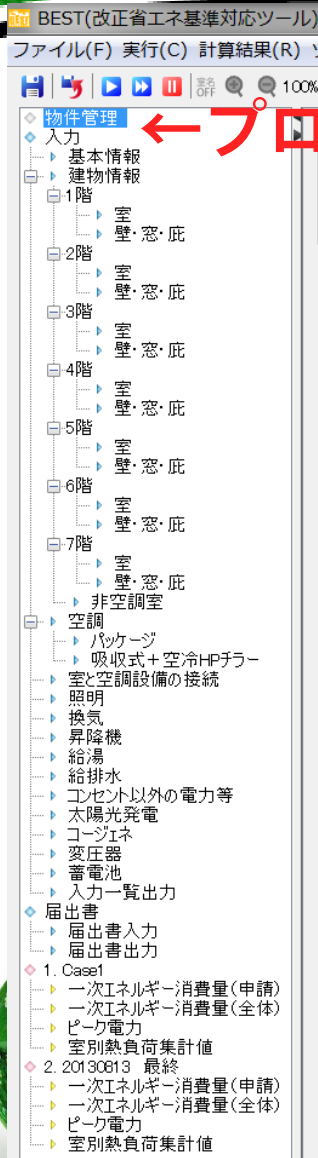 BEST(改正省エネ基準対応ツール)
ファイル(F) 実行(C) 計算結果(R)
100%
物件管理 ←プロ
入力
基本情報
建物情報
1階
室
壁・窓・庇
2階
室
壁・窓・庇
3階
室
壁・窓・庇
4階
室
壁・窓・庇
5階
室
壁・窓・庇
6階
室
壁・窓・庇
7階
室
壁・窓・庇
非空調室
空調
パッケージ
吸収式+空冷HPチラー
室と空調設備の接続
照明
換気
昇降機
給湯
給排水
コンセント以外の電力等
太陽光発電
コージェネ
変圧器
蓄電池
入力一覧出力
届出書
届出書入力
届出書出力
1. Case1
一次エネルギー消費量(申請)
一次エネルギー消費量(全体)
ピーク電力
室別熱負荷集計値
2. 20130813 最終
一次エネルギー消費量(申請)
一次エネルギー消費量(全体)
ピーク電力
室別熱負荷集計値